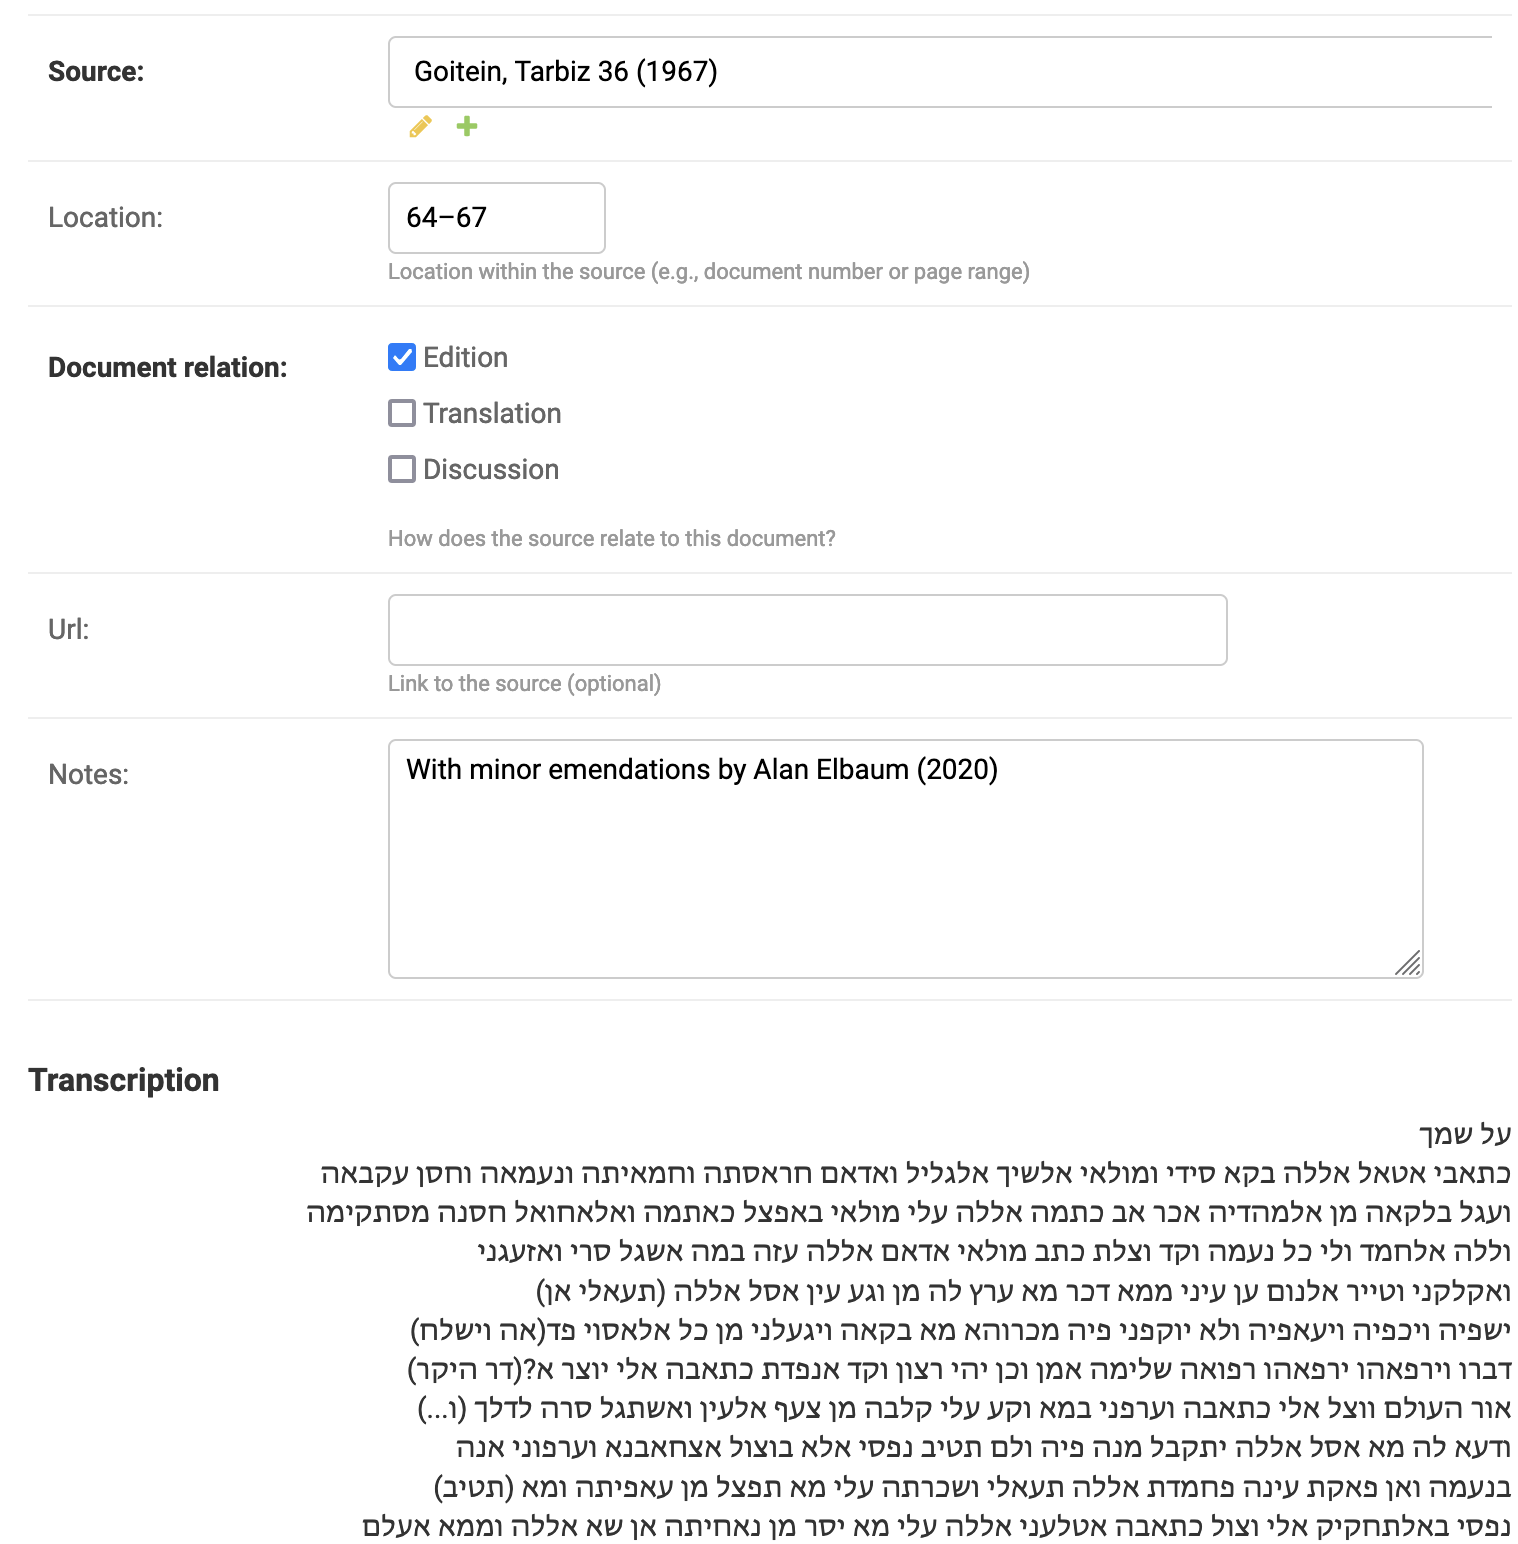 Source:
Goitein, Tarbiz 36 (1967)
Location:
64–67
Location within the source (e.g., document number or page range)
Document relation:
Edition
Translation
Discussion
How does the source relate to this document?
Url:
Link to the source (optional)
Notes:
With minor emendations by Alan Elbaum (2020)
Transcription
על שמך
כתאבי אטאל אללה בקא סידי ומולאי אלשיך אלגליל ואדאם חראסתה וחמאיתה ונעמאה וחסן עקבאה
ועגל בלקאה מן אלמהדיה אכר אב כתמה אללה עלי מולאי באפצל כאתמה ואלאחואל חסנה מסתקימה
וללה אלחמד ולי כל נעמה וקד וצלת כתב מולאי אדאם אללה עזה במה אשגל סרי ואזעגני
ואקלקני וטייר אלנום ען עיני ממא דכר מא ערץ לה מן וגע עין אסל אללה (תעאלי אן)
ישפיה ויכפיה ויעאפיה ולא יוקפני פיה מכרוהא מא בקאה ויגעלני מן כל אלאסוי פד(אה וישלח)
דברו וירפאהו ירפאהו רפואה שלימה אמן וכן יהי רצון וקד אנפדת כתאבה אלי יוצר א?(דר היקר)
אור העולם ווצל אלי כתאבה וערפני במא וקע עלי קלבה מן צעף אלעין ואשתגל סרה לדלך (ו...)
ודעא לה מא אסל אללה יתקבל מנה פיה ולם תטיב נפסי אלא בוצול אצחאבנא וערפוני אנה
בנעמה ואן פאקת עינה פחמדת אללה תעאלי ושכרתה עלי מא תפצל מן עאפיתה ומא (תטיב)
נפסי באלתחקיק אלי וצול כתאבה אטלעני אללה עלי מא יסר מן נאחיתה אן שא אללה וממא אעלם